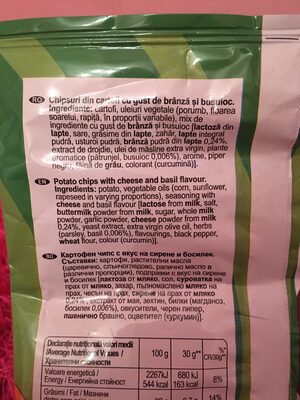 RO Chipsuri din cartofi cu gust de brânză și busuioc.
Ingrediente: cartofi, uleiuri vegetale (porumb, floarea
soarelui, rapiță, în proporții variabile), mix de
ingrediente cu gust de brânză și busuioc [lactoză din
lapte, sare, grăsime din lapte, zahăr, lapte integral
pudră, usturoi pudră, brânză din lapte pudră 0,24%,
extract de drojdie, ulei de măsline extra virgin, plante
aromatice (pătrunjel, busuioc 0,006%), arome, piper
negru, făină de grâu, colorant (curcumină)].
EN Potato chips with cheese and basil flavour.
Ingredients: potato, vegetable oils (corn, sunflower,
rapeseed in varying proportions), seasoning with
cheese and basil flavour [lactose from milk, salt,
buttermilk powder from milk, sugar, whole milk
powder, garlic powder, cheese powder from milk
0,24%, yeast extract, extra virgin olive oil, herbs
(parsley, basil 0,006%), flavourings, black pepper,
wheat flour, colour (curcumin)].
BG Картофен чипс с вкус на сирене и босилек.
Съставки: картофи, растителни масла
(царевично, слънчогледово, рапично масло в
различни пропорции), подправки с вкус на сирене
и босилек [лактоза от мляко, сол, суроватка на
прах от мляко, захар, пълномаслено мляко на
прах, чесън на прах, сирене на прах от мляко
0,24%, екстракт от мая, зехтин, билки (магданоз,
босилек 0,006%), овкусители, черен пипер,
пшенично брашно, оцветител (куркумин)].
Declarație nutrițională valori medii
/Average Nutritional Values /
Хранителни стойности
100 g
30 g**
%*
CR/30g**
Valoare energetică /
Energy / Енергийна стойност
2267kJ
544 kcal
680 kJ
163 kcal
8%
Grăsimi / Fat / Мазнини
14%